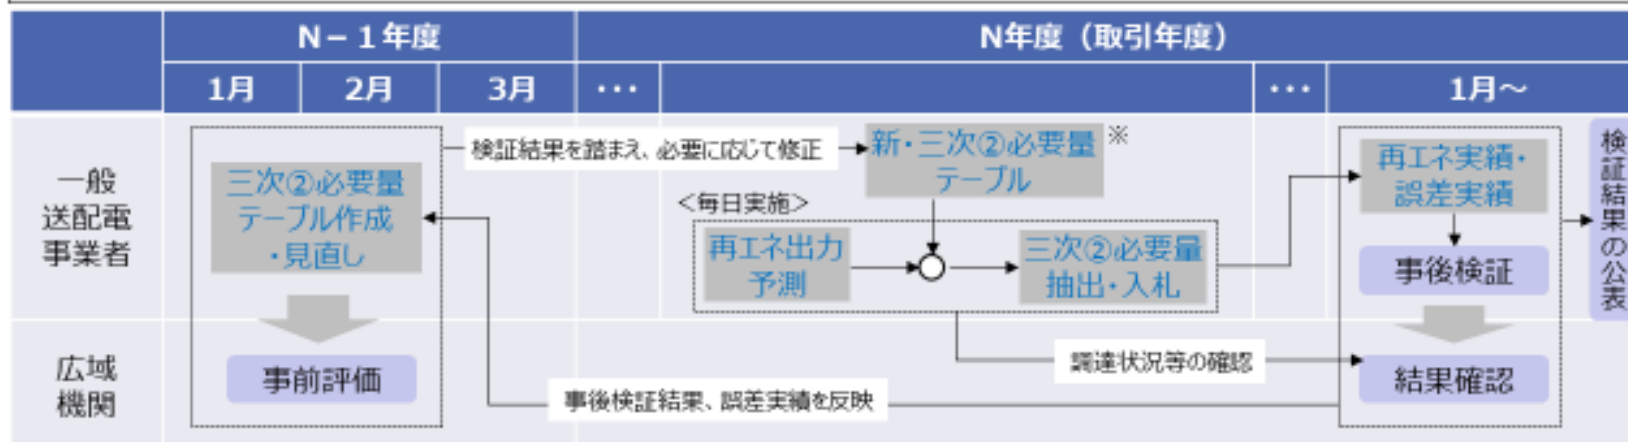 N－１年度
N年度（取引年度）
1月
2月
3月
･･･
･･･
1月～
一般
送配電
事業者
三次②必要量
テーブル作成
・見直し
検証結果を踏まえ、必要に応じて修正
新・三次②必要量
テーブル
※
＜毎日実施＞
再エネ出力
予測
三次②必要量
抽出・入札
再エネ実績・
誤差実績
事後検証
検証結果の公表
広域
機関
事前評価
調達状況等の確認
結果確認
事後検証結果、誤差実績を反映